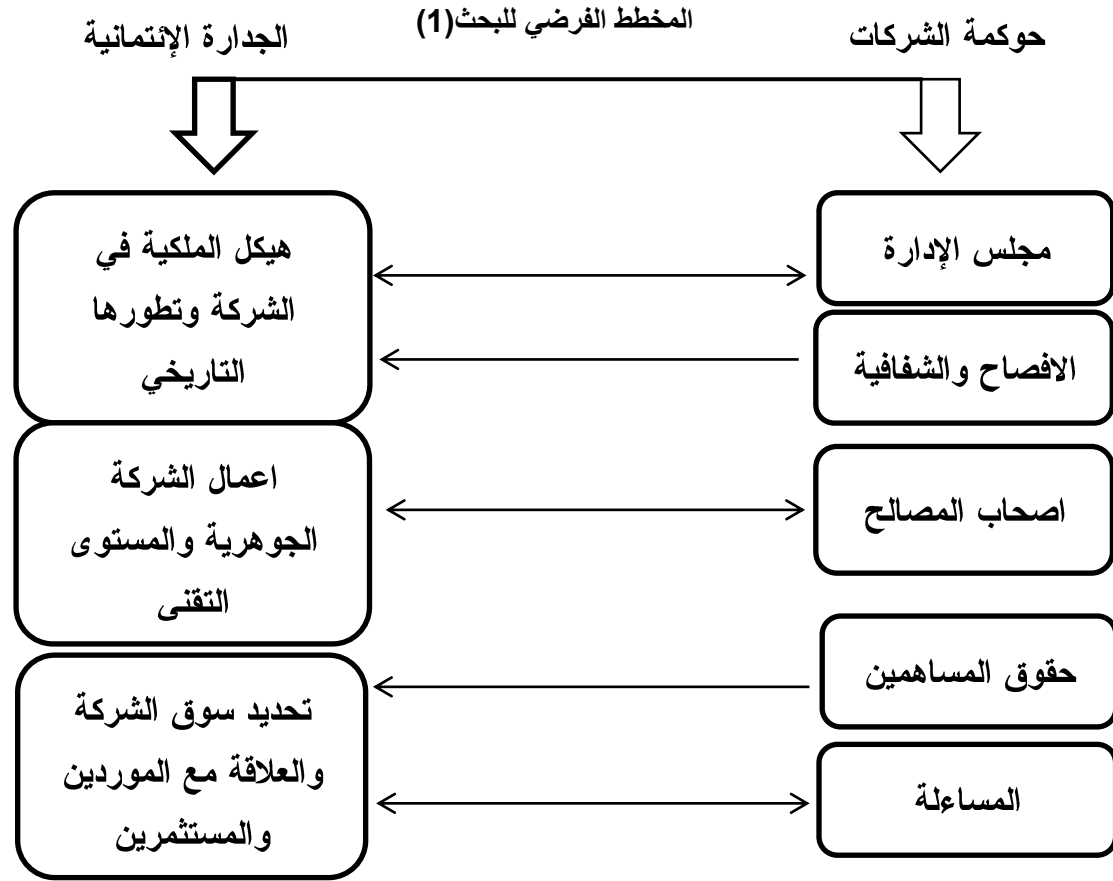 المخطط الفرضي للبحث(1)
حوكمة الشركات
الجدارة الإئتمانية
مجلس الإدارة
الافصاح والشفافية
اصحاب المصالح
حقوق المساهمين
المساءلة
هيكل الملكية في
الشركة وتطورها
التاريخي
اعمال الشركة
الجوهرية والمستوى
التقنى
تحديد سوق الشركة
والعلاقة مع الموردين
والمستثمرين